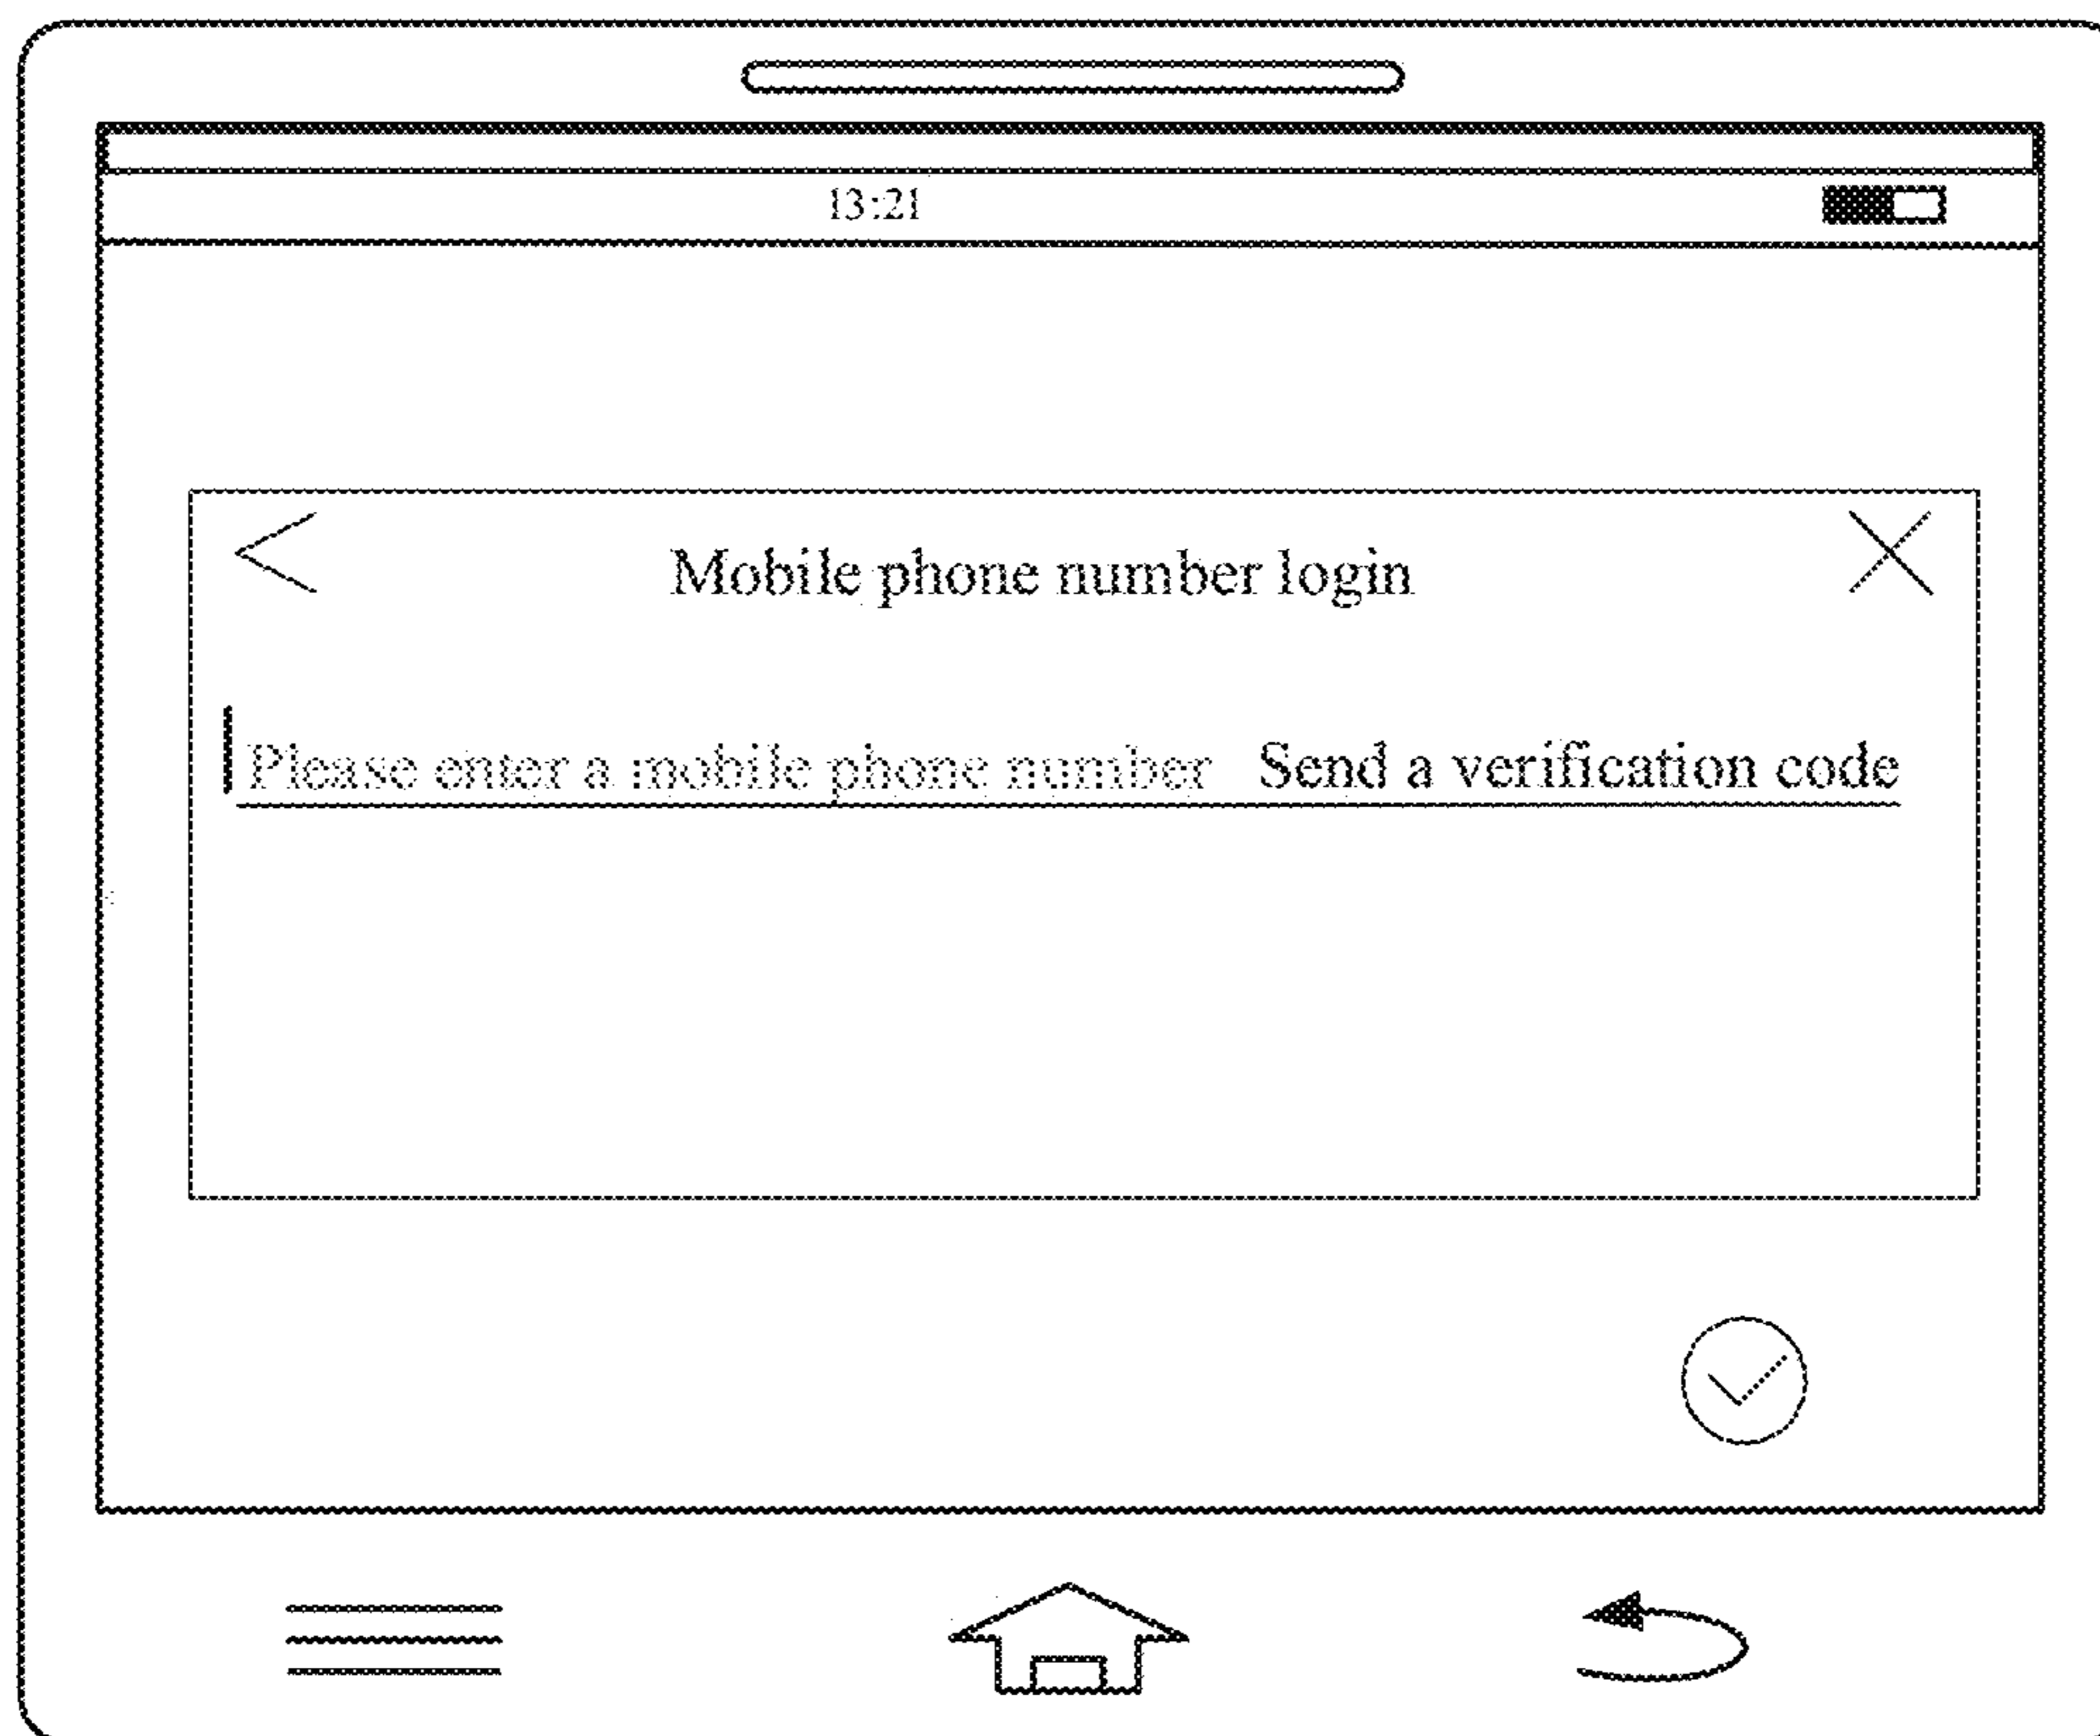 13:21
Mobile phone number login
Please enter a mobile phone number Send a verification code